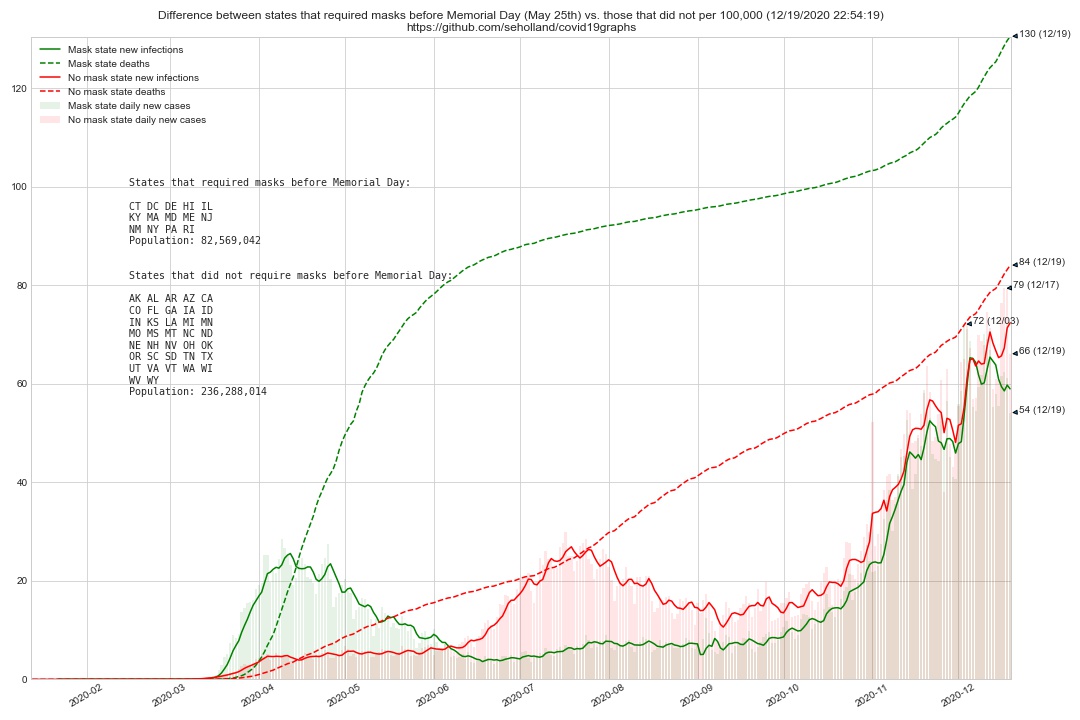 Difference between states that required masks before Memorial Day (May 25th) vs. those that did not per 100,000 (12/19/2020 22:54:19)
https://github.com/seholland/covid19graphs
Mask state new infections
Mask state deaths
No mask state new infections
No mask state deaths
Mask state daily new cases
No mask state daily new cases
States that required masks before Memorial Day:
CT DC DE HI IL
KY MA MD ME NJ
NM NY PA RI
Population: 82,569,042
States that did not require masks before Memorial Day:
AK AL AR AZ CA
CO FL GA IA ID
IN KS LA MI MN
MO MS MT NC ND
NE NH NV OH OK
OR SC SD TN TX
UT VA VT WA WI
WV WY
Population: 236,288,014
130 (12/19)
84 (12/19)
79 (12/17)
72 (12/03)
66 (12/19)
54 (12/19)
120
100
80
60
40
20
0
2020-02
2020-03
2020-04
2020-05
2020-06
2020-07
2020-08
2020-09
2020-10
2020-11
2020-12